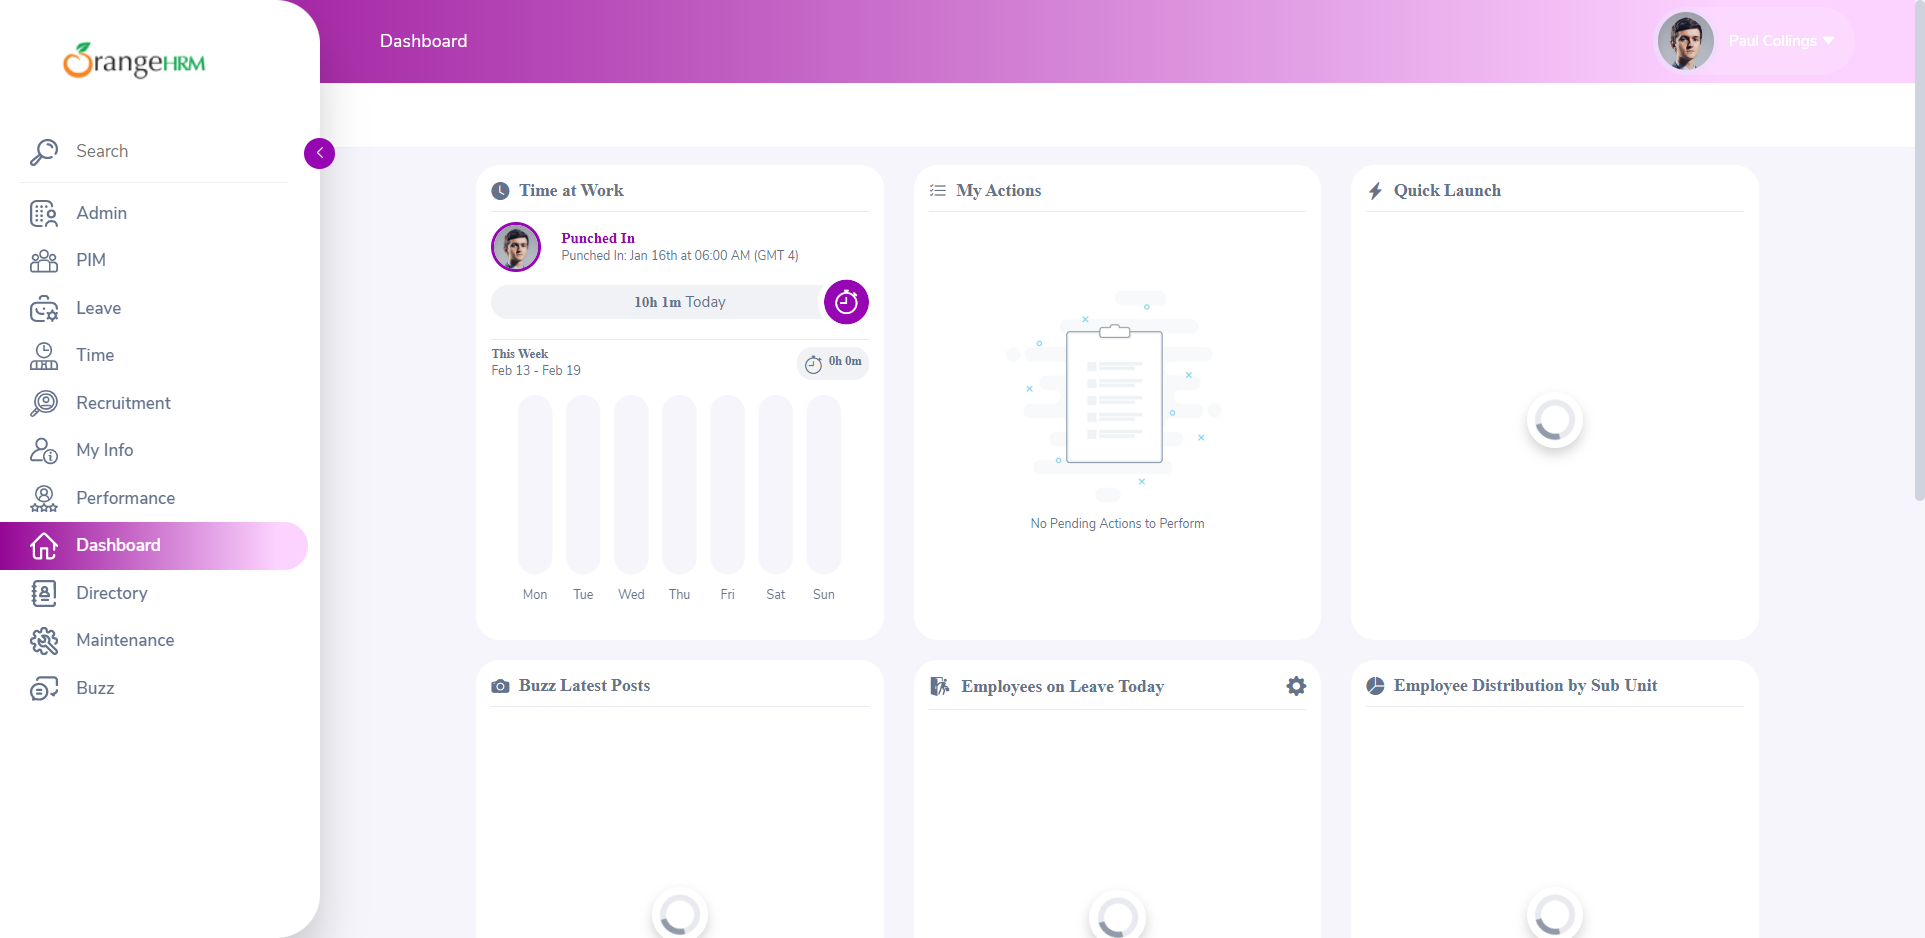 OrangeHRM
Dashboard
Paul Collings
Search
Admin
PIM
Leave
Time
Recruitment
My Info
Performance
Dashboard
Directory
Maintenance
Buzz
Time at Work
Punched In
Punched In: Jan 16th at 06:00 AM (GMT 4)
10h 1m Today
This Week
Feb 13 - Feb 19
0h 0m
Mon Tue Wed Thu Fri Sat Sun
My Actions
No Pending Actions to Perform
Quick Launch
Buzz Latest Posts
Employees on Leave Today
Employee Distribution by Sub Unit